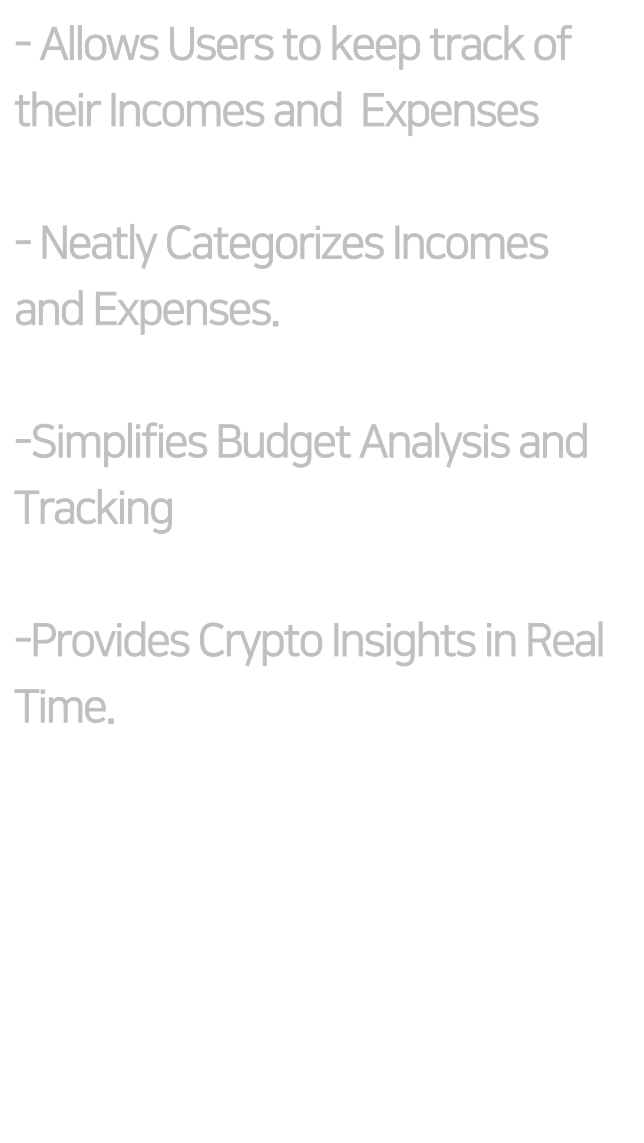 - Allows Users to keep track of
their Incomes and  Expenses
- Neatly Categorizes Incomes
and Expenses.
-Simplifies Budget Analysis and
Tracking
-Provides Crypto Insights in Real
Time.